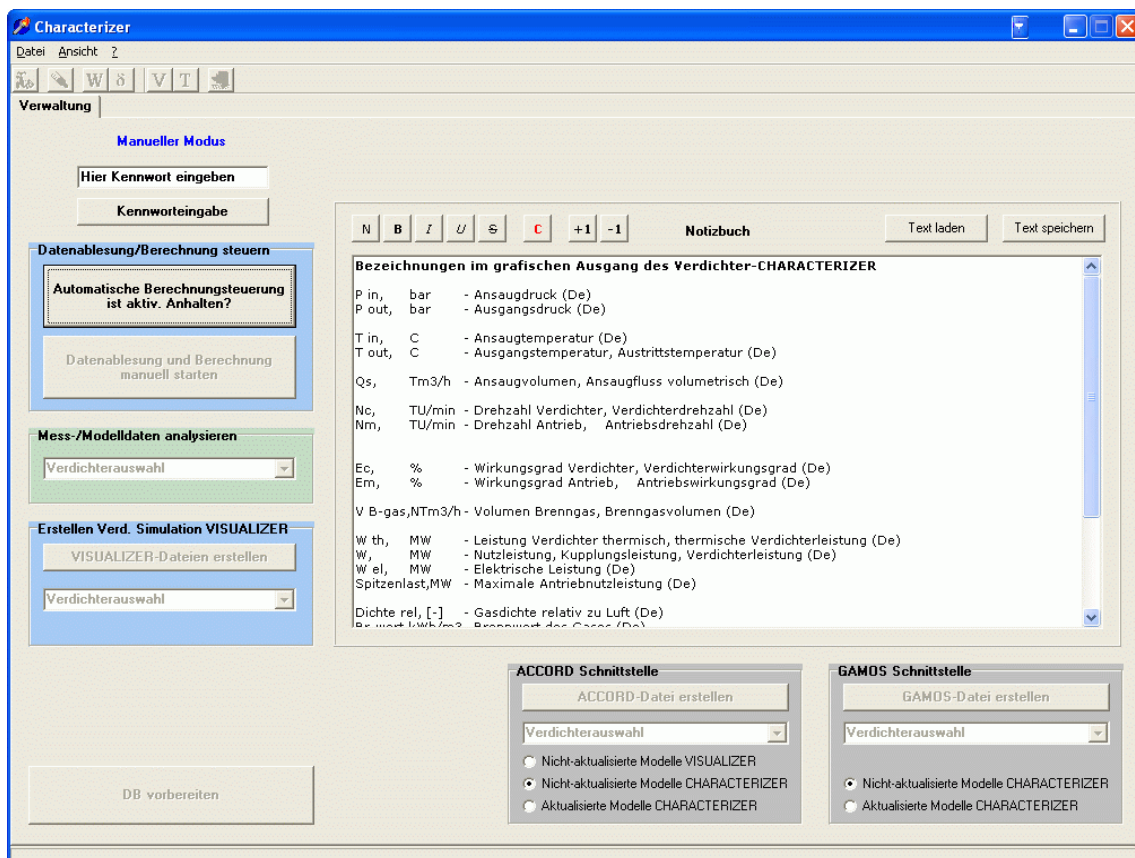 Characterizer
Datei Ansicht ?
W δ V T
Verwaltung
Manueller Modus
Hier Kennwort eingeben
Kennworteingabe
Datenablesung/Berechnung steuern
Automatische Berechnungsteuerung
ist aktiv. Anhalten?
Datenablesung und Berechnung
manuell starten
Mess-/Modelldaten analysieren
Verdichterauswahl
Erstellen Verd. Simulation VISUALIZER
VISUALIZER-Dateien erstellen
Verdichterauswahl
DB vorbereiten
N B I U S C +1 -1 Notizbuch Text laden Text speichern
Bezeichnungen im grafischen Ausgang des Verdichter-CHARACTERIZER
P in, bar - Ansaugdruck (De)
P out, bar - Ausgangsdruck (De)
T in, C - Ansaugtemperatur (De)
T out, C - Ausgangstemperatur, Austrittstemperatur (De)
Qs, Tm3/h - Ansaugvolumen, Ansaugfluss volumetrisch (De)
Nc, TU/min - Drehzahl Verdichter, Verdichterdrehzahl (De)
Nm, TU/min - Drehzahl Antrieb, Antriebsdrehzahl (De)
Ec, % - Wirkungsgrad Verdichter, Verdichterwirkungsgrad (De)
Em, % - Wirkungsgrad Antrieb, Antriebswirkungsgrad (De)
V B-gas,NTm3/h - Volumen Brenngas, Brenngasvolumen (De)
W th, MW - Leistung Verdichter thermisch, thermische Verdichterleistung (De)
W, MW - Nutzleistung, Kupplungsleistung, Verdichterleistung (De)
W el, MW - Elektrische Leistung (De)
Spitzenlast,MW - Maximale Antriebnutzleistung (De)
Dichte rel, [-] - Gasdichte relativ zu Luft (De)
Br-wert kWh/m3 - Brennwert des Gases (De)
ACCORD Schnittstelle
ACCORD-Datei erstellen
Verdichterauswahl
Nicht-aktualisierte Modelle VISUALIZER
Nicht-aktualisierte Modelle CHARACTERIZER
Aktualisierte Modelle CHARACTERIZER
GAMOS Schnittstelle
GAMOS-Datei erstellen
Verdichterauswahl
Nicht-aktualisierte Modelle CHARACTERIZER
Aktualisierte Modelle CHARACTERIZER